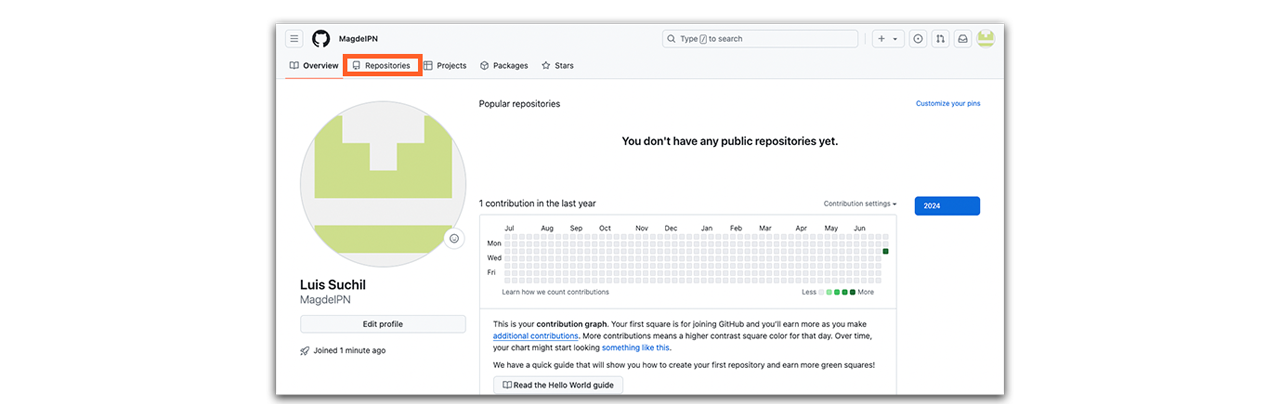 MagdeIPN
Type / to search
Overview
Repositories
Projects
Packages
Stars
Popular repositories
Customize your pins
You don't have any public repositories yet.
1 contribution in the last year
Contribution settings
2024
Jul Aug Sep Oct Nov Dec Jan Feb Mar Apr May Jun
Mon
Wed
Fri
Learn how we count contributions
Less More
Luis Suchil
MagdeIPN
Edit profile
Joined 1 minute ago
This is your contribution graph. Your first square is for joining GitHub and you'll earn more as you make
additional contributions. More contributions means a higher contrast square color for that day. Over time,
your chart might start looking something like this.
We have a quick guide that will show you how to create your first repository and earn more green squares!
Read the Hello World guide